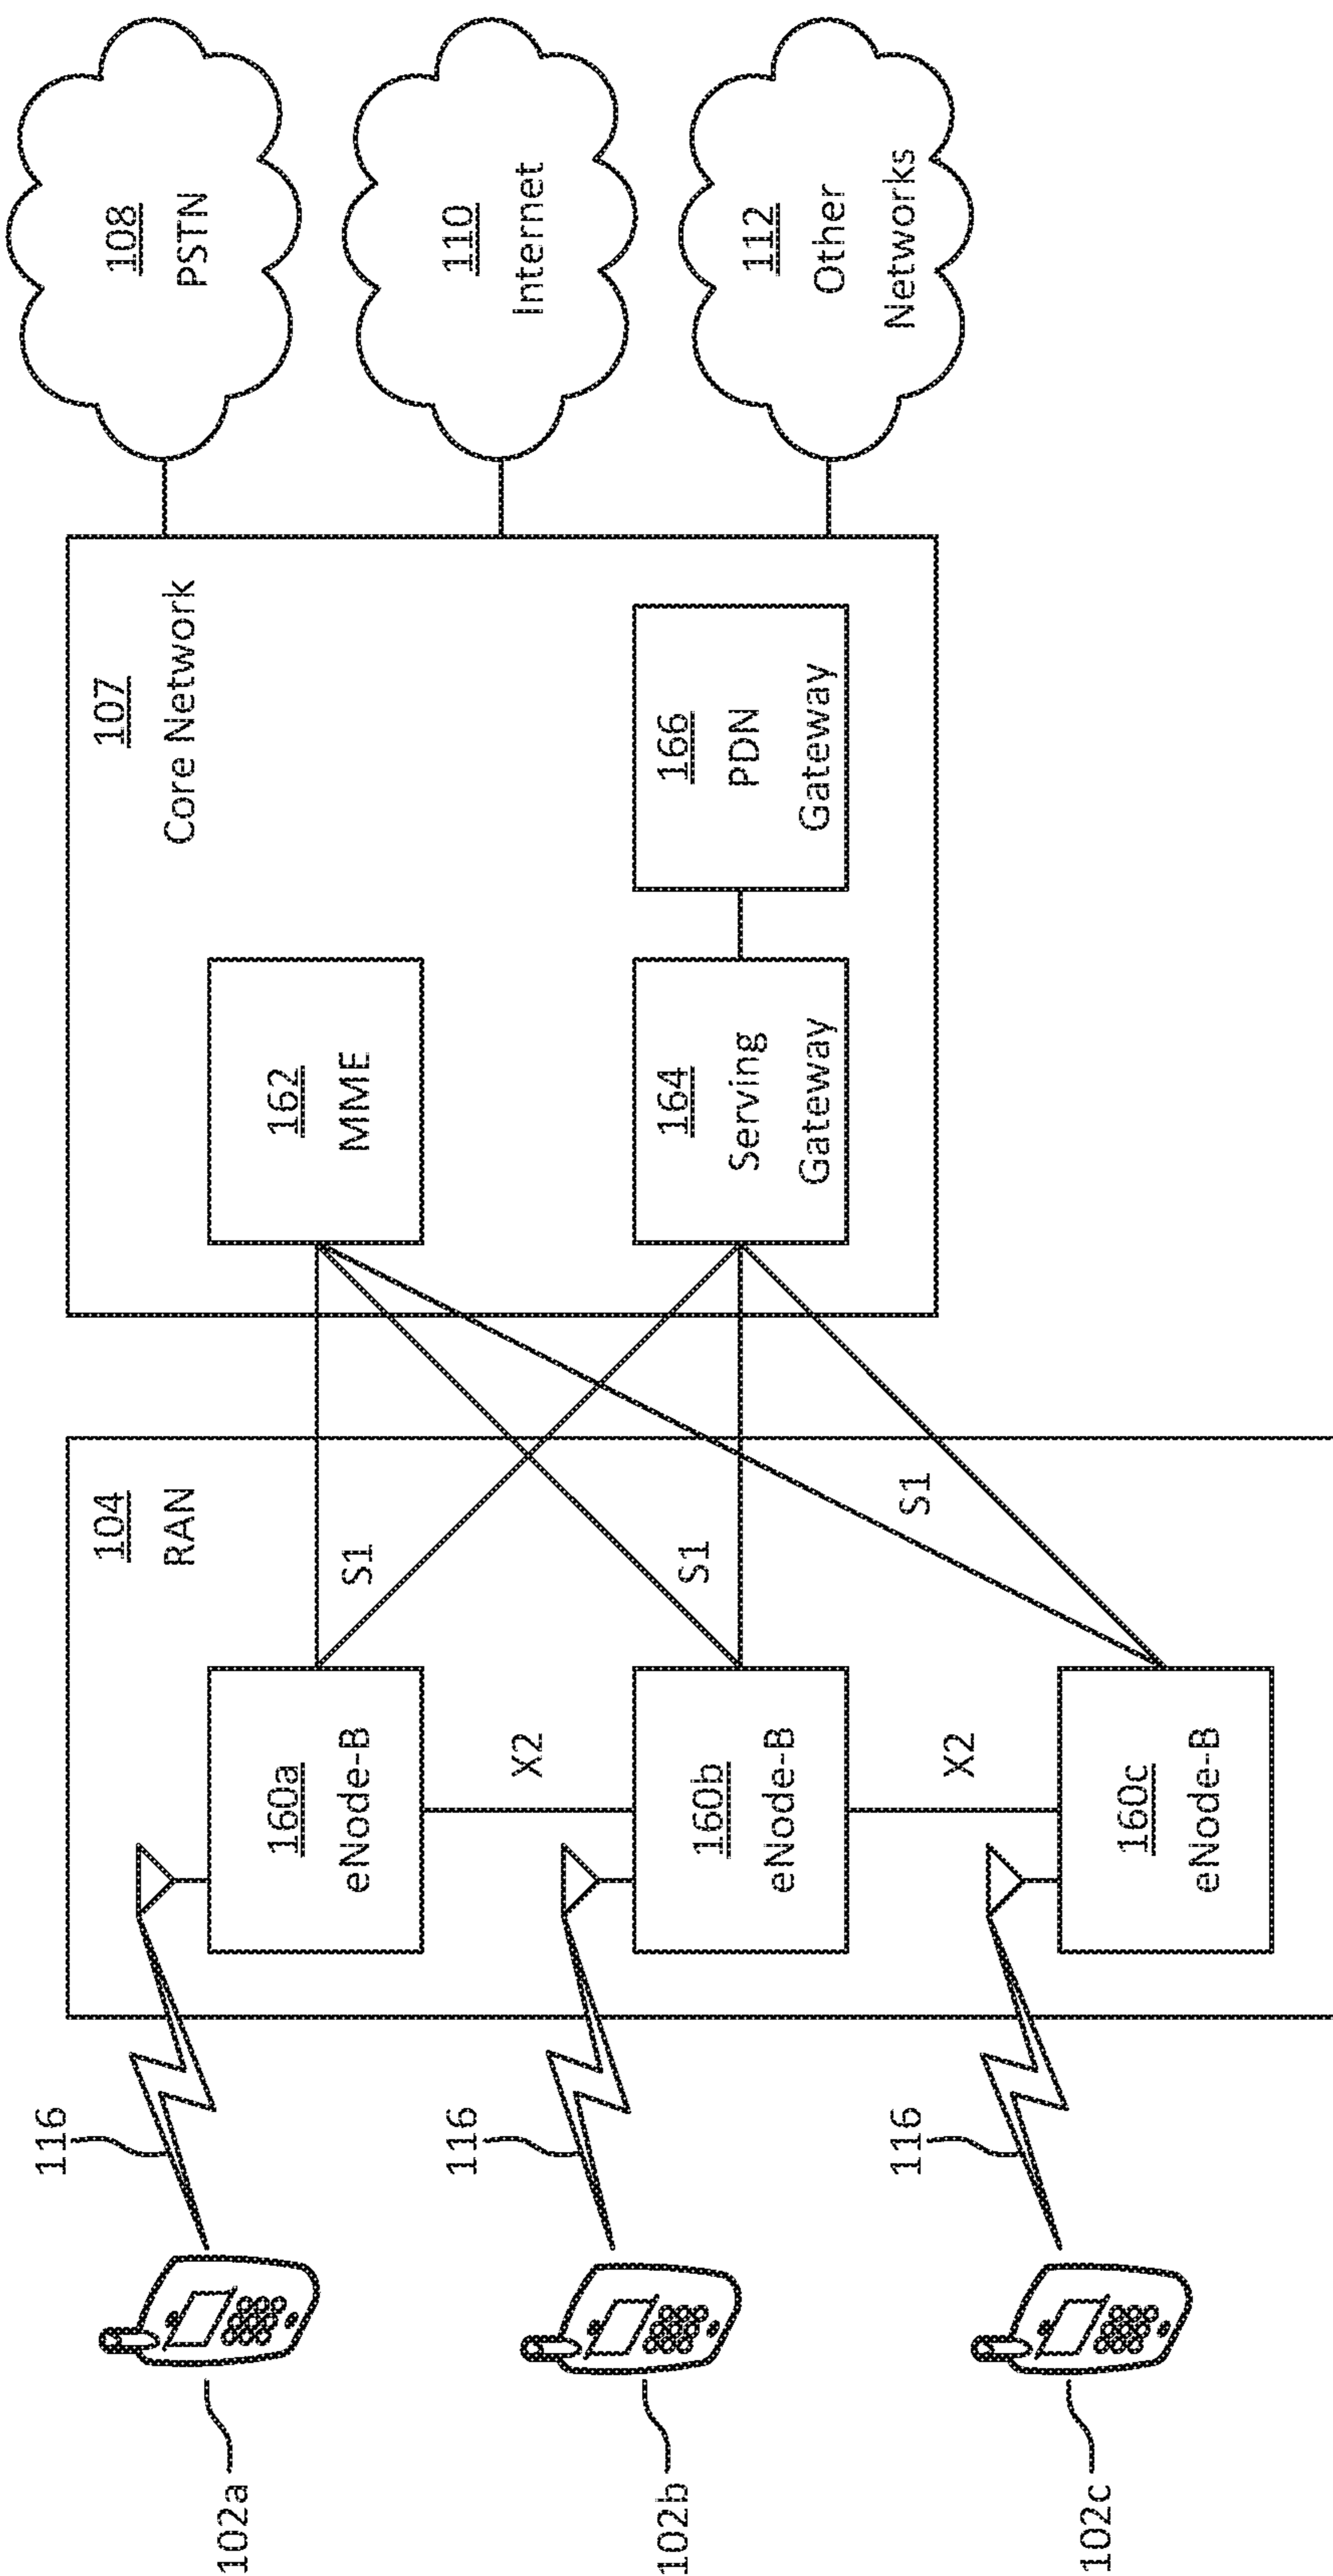 102a
116
104
RAN
160a
eNode-B
S1
X2
107
Core Network
162
MME
108
PSTN
102b
116
160b
eNode-B
S1
X2
164
Serving
Gateway
166
PDN
Gateway
110
Internet
102c
116
160c
eNode-B
S1
112
Other
Networks